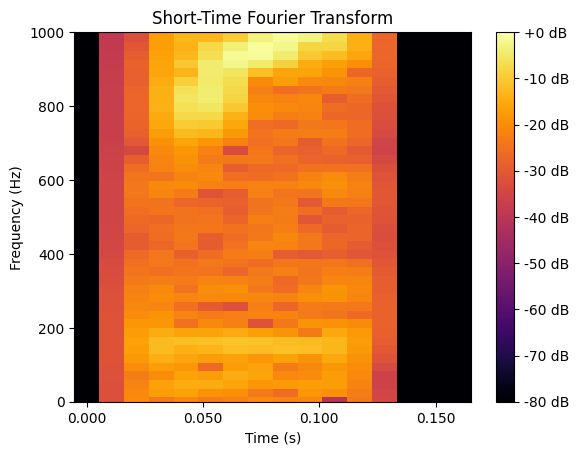 Short-Time Fourier Transform
1000
800
600
400
200
0
Frequency (Hz)
0.000
0.050
0.100
0.150
Time (s)
+0 dB
-10 dB
-20 dB
-30 dB
-40 dB
-50 dB
-60 dB
-70 dB
-80 dB